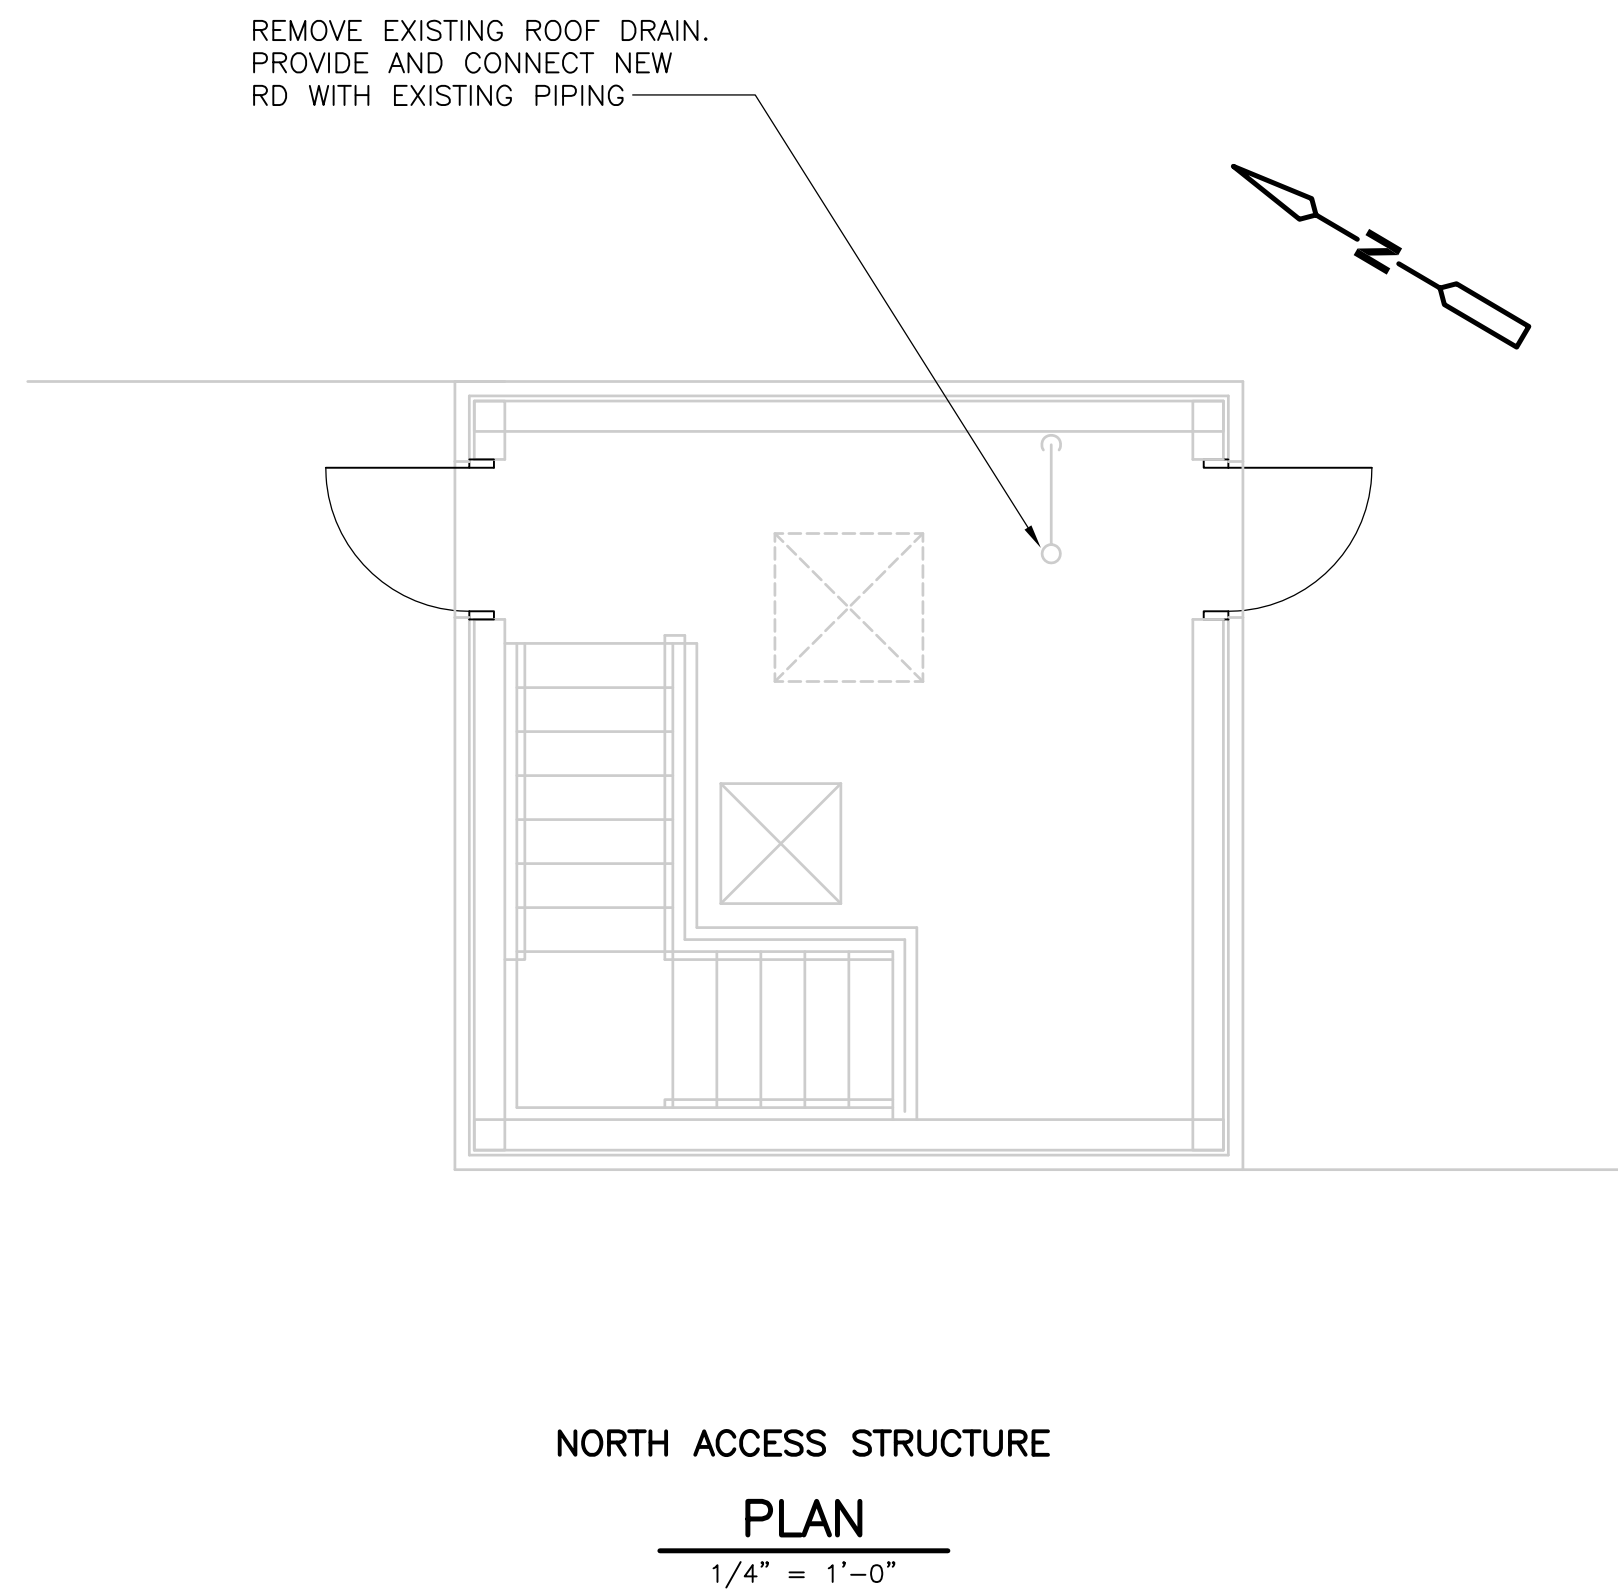 REMOVE EXISTING ROOF DRAIN.
PROVIDE AND CONNECT NEW
RD WITH EXISTING PIPING
N
NORTH ACCESS STRUCTURE
PLAN
1/4" = 1'-0"